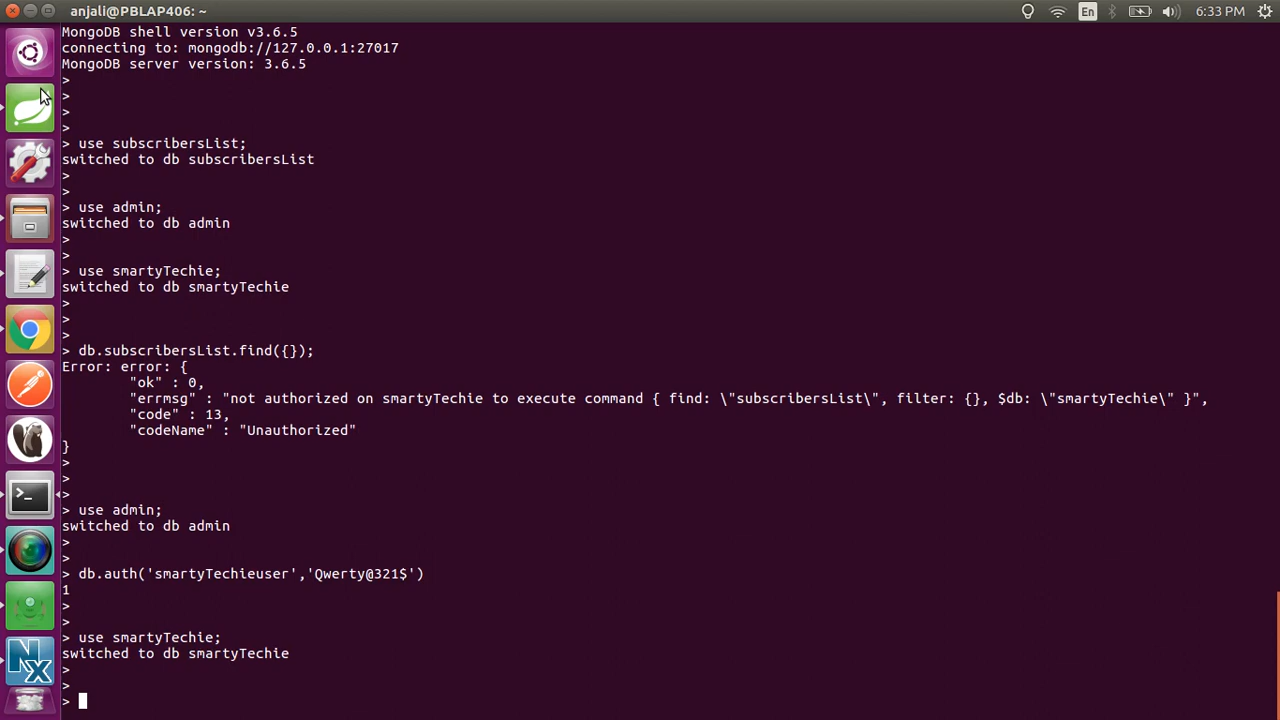 anjali@PBLAP406: ~
En
6:33 PM
MongoDB shell version v3.6.5
connecting to: mongodb://127.0.0.1:27017
MongoDB server version: 3.6.5
>
>
>
>
> use subscribersList;
switched to db subscribersList
>
>
> use admin;
switched to db admin
>
>
> use smartyTechie;
switched to db smartyTechie
>
>
>
> db.subscribersList.find({});
Error: error: {
"ok" : 0,
"errmsg" : "not authorized on smartyTechie to execute command { find: \"subscribersList\", filter: {}, $db: \"smartyTechie\" }",
"code" : 13,
"codeName" : "Unauthorized"
}
>
>
>
> use admin;
switched to db admin
>
>
> db.auth('smartyTechieuser','Qwerty@321$')
1
>
>
> use smartyTechie;
switched to db smartyTechie
>
>
>
>_
NX